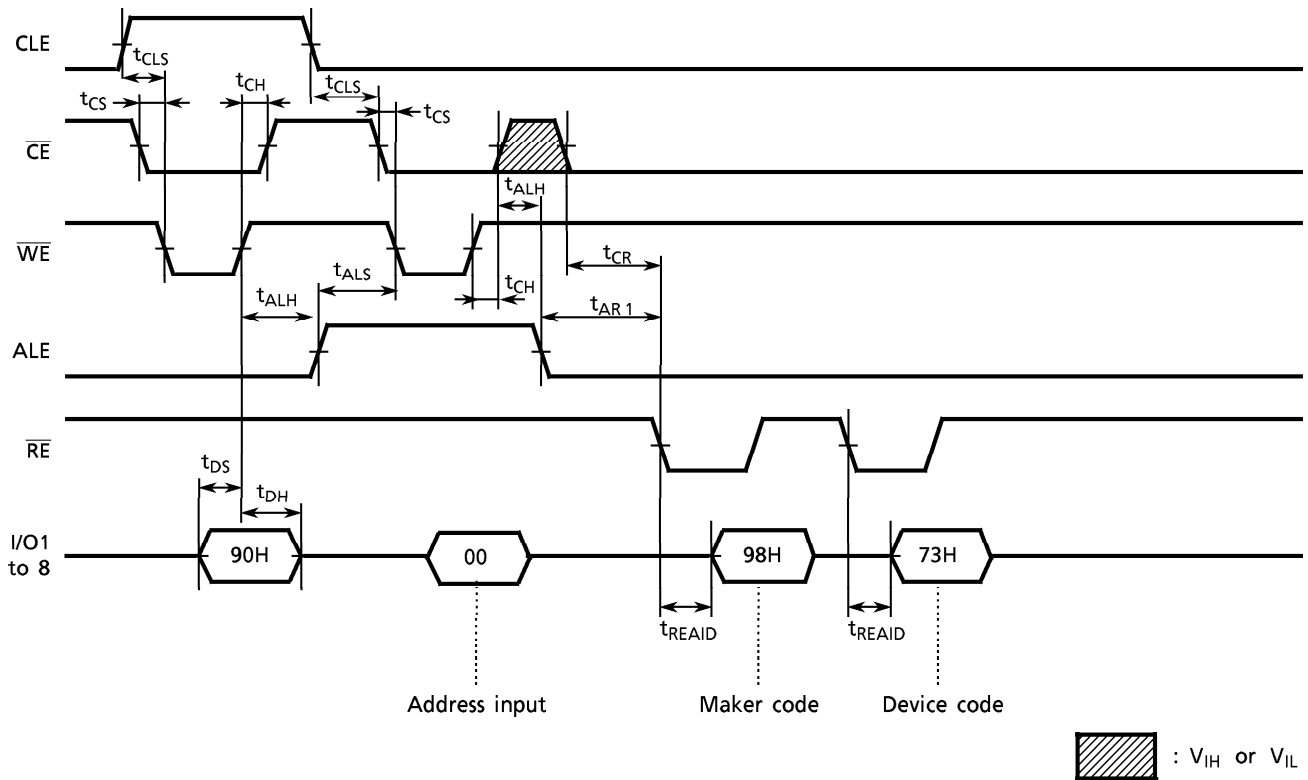 CLE
tCLS
tCS
tCH
tCLS
tCS
CE
tALH
WE
tCR
tALS
tCH
tALH
tAR 1
ALE
RE
tDS
tDH
I/O1
to 8
90H
00
98H
73H
tREAID
tREAID
Address input
Maker code
Device code
: VIH or VIL